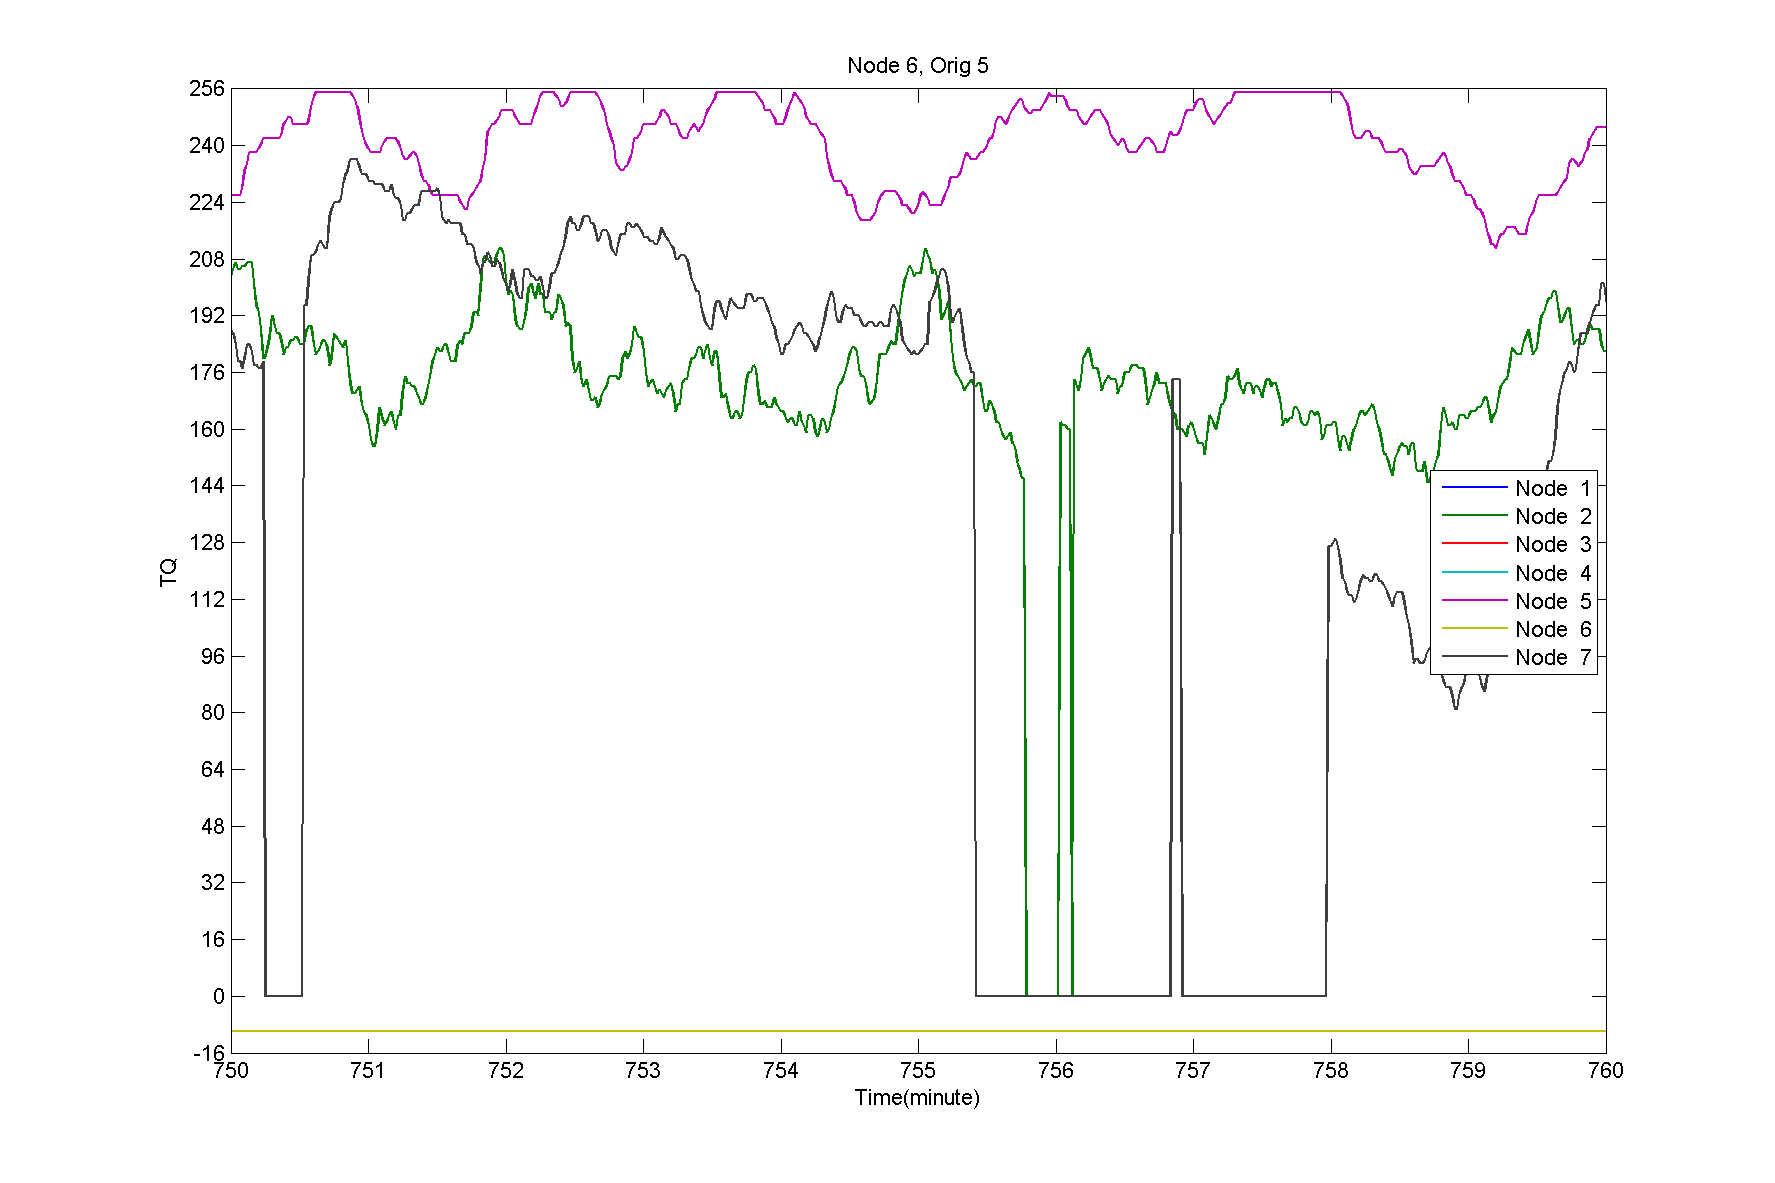 Node 6, Orig 5
256
240
224
208
192
176
160
144
128
112
96
80
64
48
32
16
0
-16
TQ
Node 1
Node 2
Node 3
Node 4
Node 5
Node 6
Node 7
750 751 752 753 754 755 756 757 758 759 760
Time(minute)